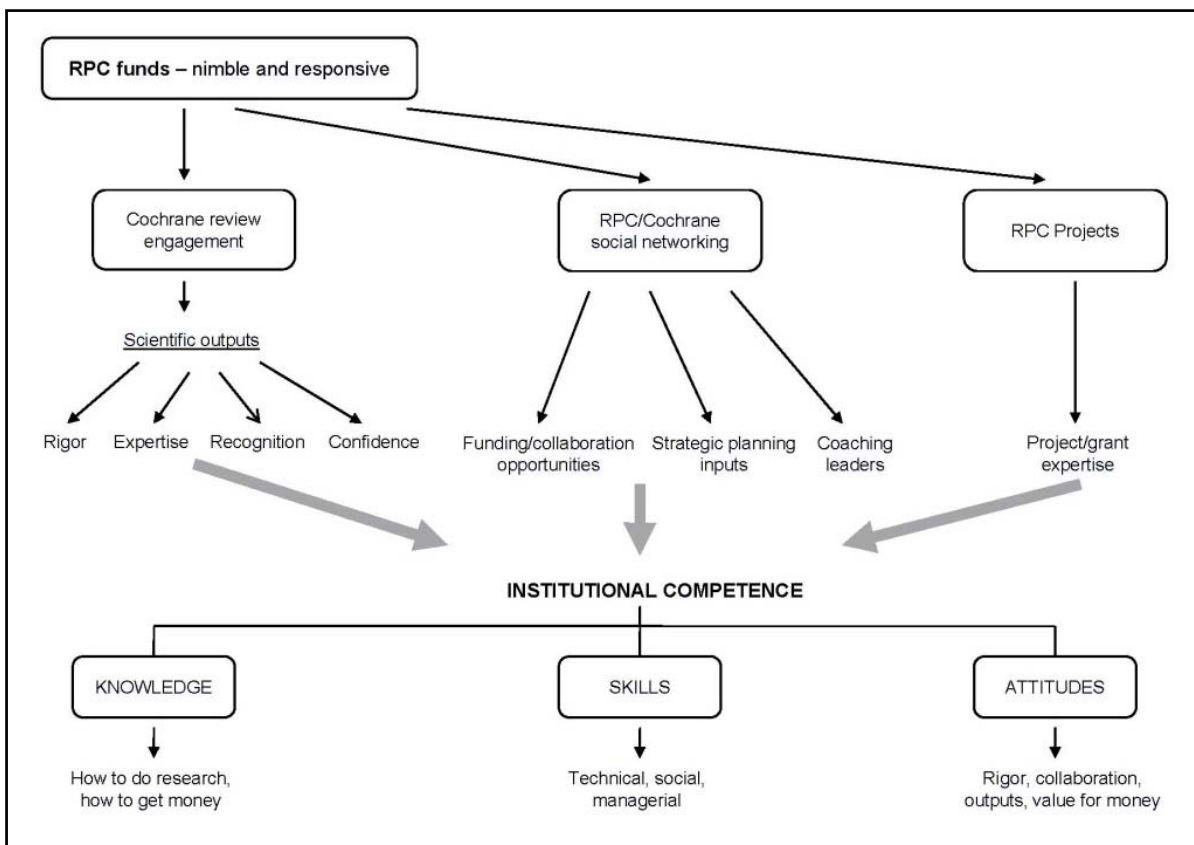 RPC funds – nimble and responsive
Cochrane review
engagement
RPC/Cochrane
social networking
RPC Projects
Scientific outputs
Rigor
Expertise
Recognition
Confidence
Funding/collaboration
opportunities
Strategic planning
inputs
Coaching
leaders
Project/grant
expertise
INSTITUTIONAL COMPETENCE
KNOWLEDGE
SKILLS
ATTITUDES
How to do research,
how to get money
Technical, social,
managerial
Rigor, collaboration,
outputs, value for money